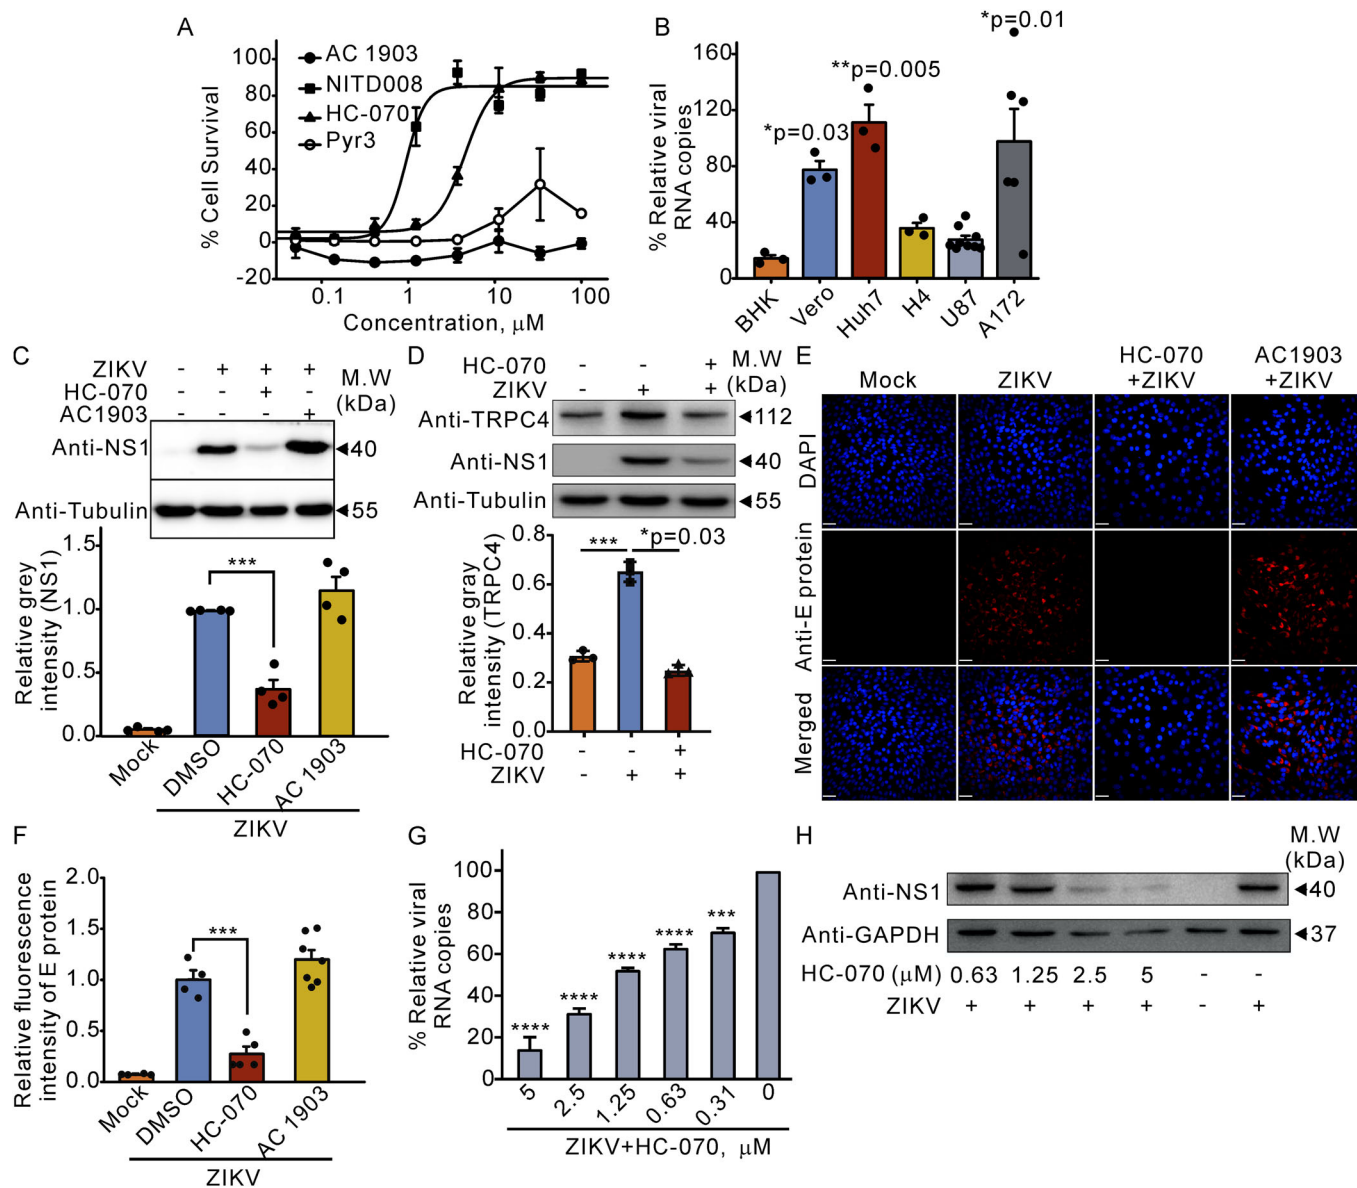 A
AC 1903
NITD008
HC-070
Pyr3
% Cell Survival
100
80
60
40
20
0
-20
0.1
1
10
100
Concentration, μM
B
% Relative viral
RNA copies
160
120
80
40
0
*p=0.03
**p=0.005
*p=0.01
BHK
Vero
Huh7
H4
U87
A172
C
ZIKV - + + +
HC-070 - - + -
AC1903 - - - +
M.W
(kDa)
Anti-NS1
40
Anti-Tubulin
55
Relative grey
intensity (NS1)
1.5
1.0
0.5
0.0
***
Mock
DMSO
HC-070
AC 1903
ZIKV
D
HC-070 - - +
ZIKV - + +
M.W
(kDa)
Anti-TRPC4
112
Anti-NS1
40
Anti-Tubulin
55
Relative gray
intensity (TRPC4)
0.8
0.6
0.4
0.2
0.0
***
*p=0.03
HC-070 - - +
ZIKV - + +
E
Mock
ZIKV
HC-070
+ZIKV
AC1903
+ZIKV
DAPI
Anti-E protein
Merged
F
Relative fluorescence
intensity of E protein
2.0
1.5
1.0
0.5
0.0
***
Mock
DMSO
HC-070
AC 1903
ZIKV
G
% Relative viral
RNA copies
100
80
60
40
20
0
****
****
****
****
***
5
2.5
1.25
0.63
0.31
0
ZIKV+HC-070, μM
H
M.W
(kDa)
Anti-NS1
40
Anti-GAPDH
37
HC-070 (μM) 0.63 1.25 2.5 5 - -
ZIKV + + + + - +